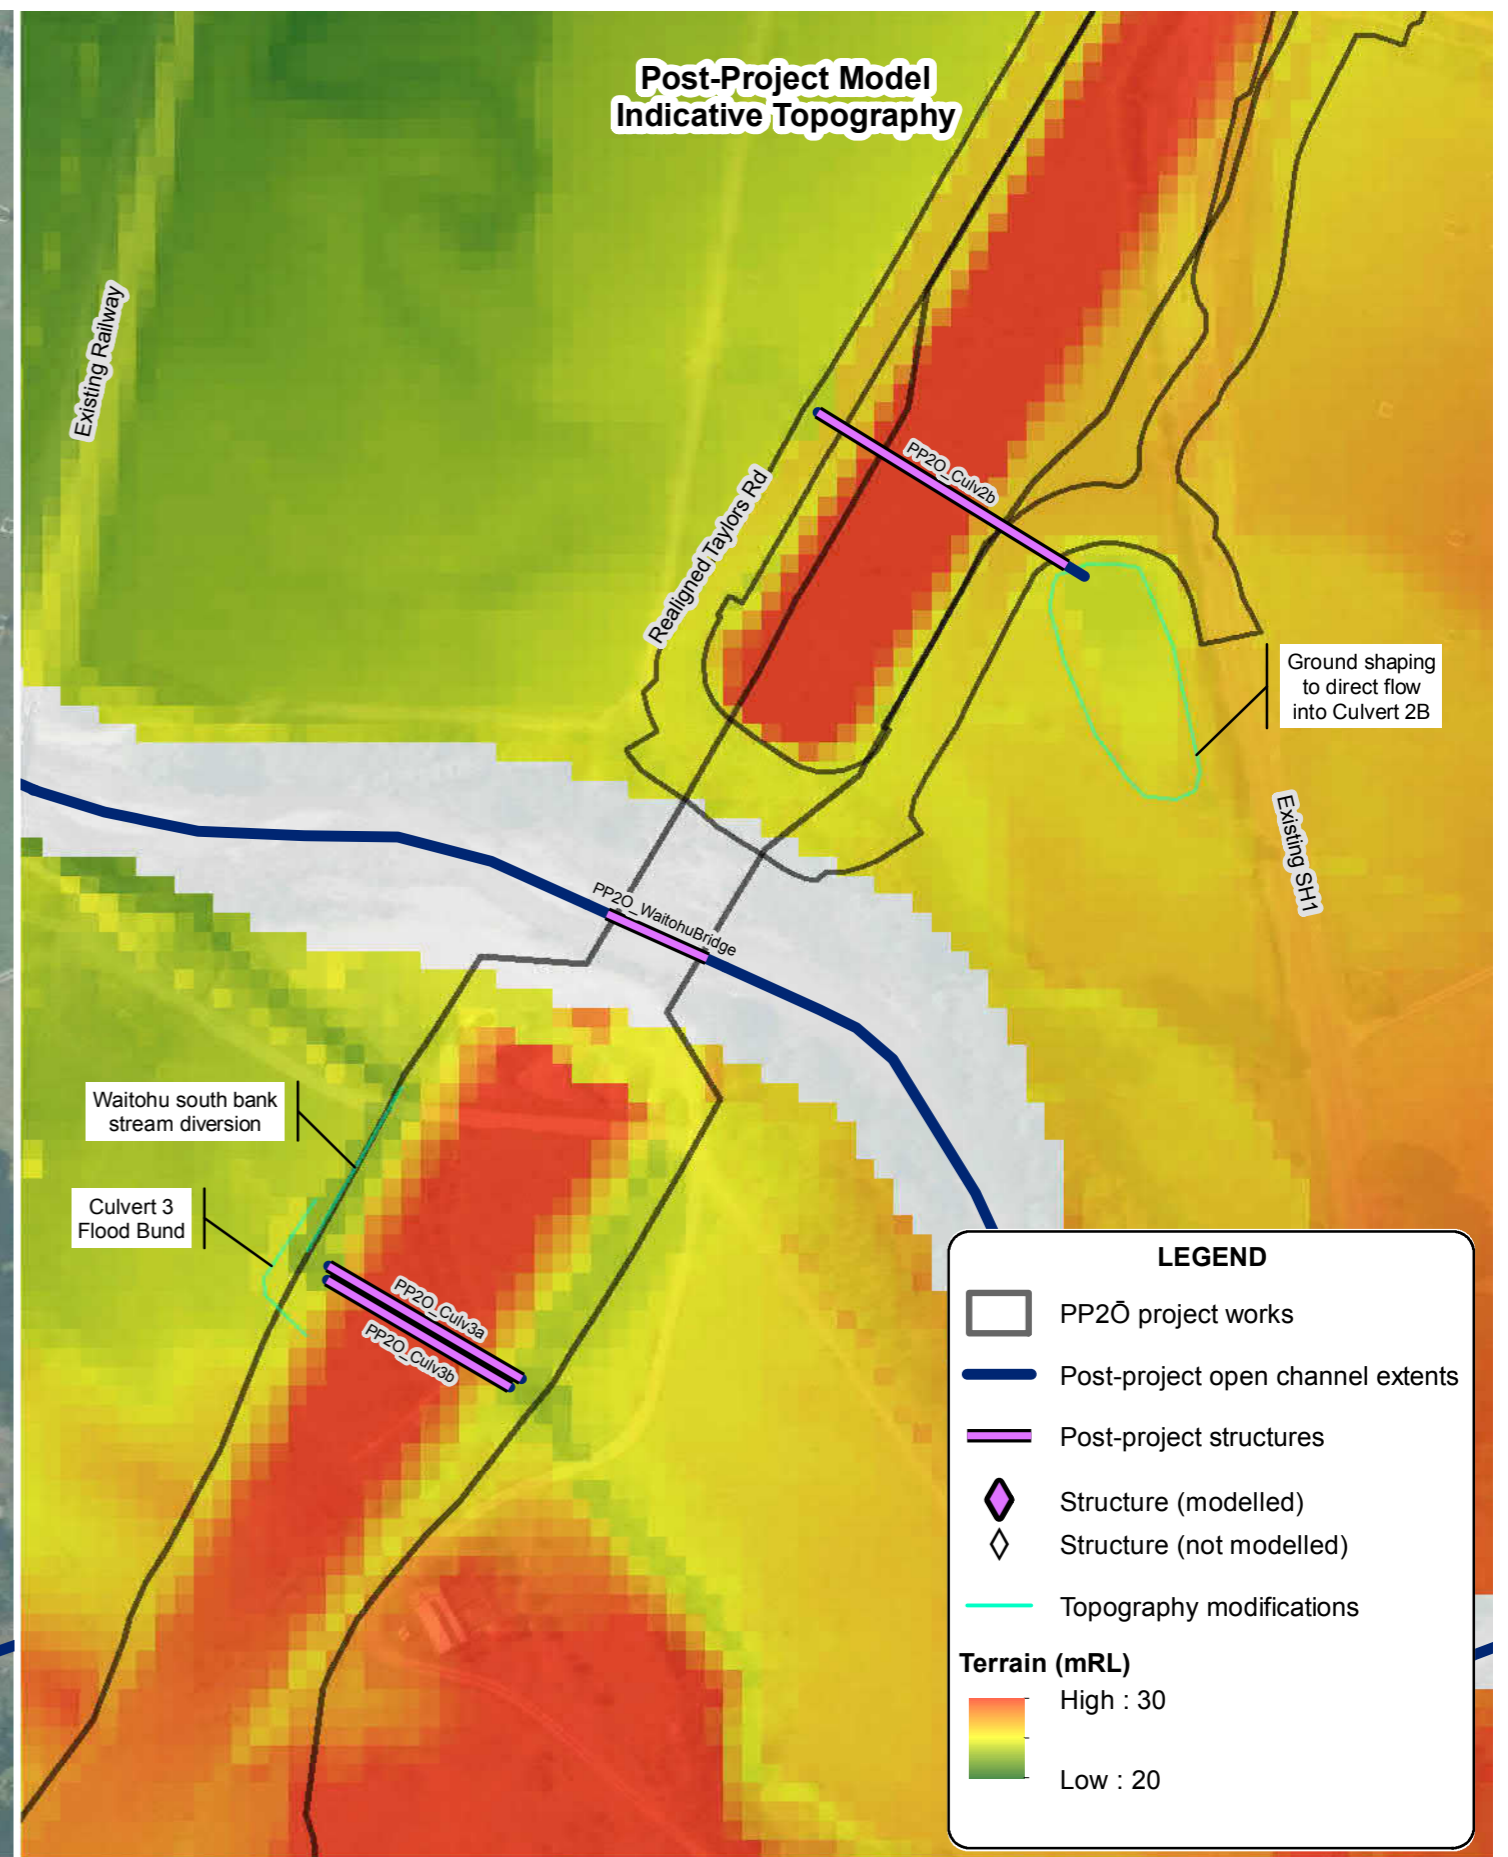 Post-Project Model
Indicative Topography
Existing Railway
PP2O_Culv2b
Realigned Taylors Rd
Ground shaping
to direct flow
into Culvert 2B
Existing SH1
PP2O_WaitohuBridge
Waitohu south bank
stream diversion
Culvert 3
Flood Bund
PP2O_Culv3a
PP2O_Culv3b
LEGEND
PP2Ō project works
Post-project open channel extents
Post-project structures
Structure (modelled)
Structure (not modelled)
Topography modifications
Terrain (mRL)
High : 30
Low : 20